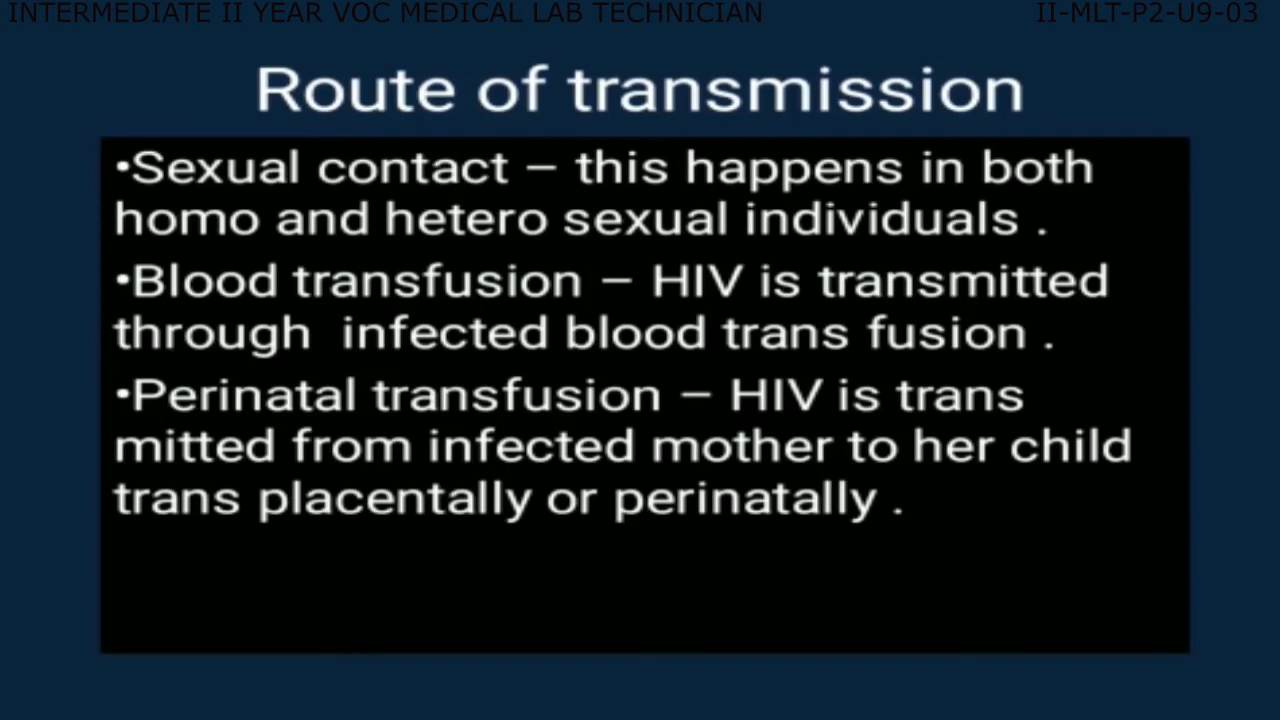 INTERMEDIATE II YEAR VOC MEDICAL LAB TECHNICIAN
II-MLT-P2-U9-03
Route of transmission
•Sexual contact – this happens in both
homo and hetero sexual individuals .
•Blood transfusion – HIV is transmitted
through  infected blood trans fusion .
•Perinatal transfusion – HIV is trans
mitted from infected mother to her child
trans placentally or perinatally .